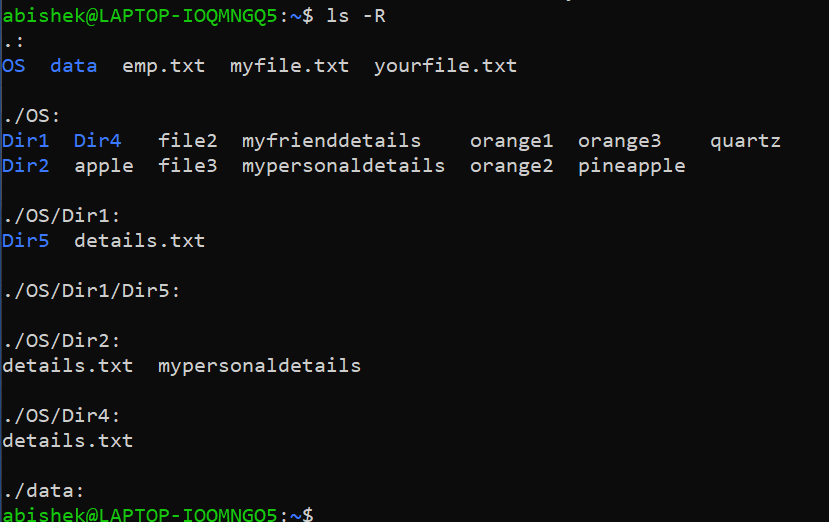 abishek@LAPTOP-IOQMNGQ5:~$ ls -R
.:
OS  data  emp.txt  myfile.txt  yourfile.txt
./OS:
Dir1  Dir4   file2  myfrienddetails    orange1  orange3    quartz
Dir2  apple  file3  mypersonaldetails  orange2  pineapple
./OS/Dir1:
Dir5  details.txt
./OS/Dir1/Dir5:
./OS/Dir2:
details.txt  mypersonaldetails
./OS/Dir4:
details.txt
./data:
abishek@LAPTOP-IOQMNGQ5:~$